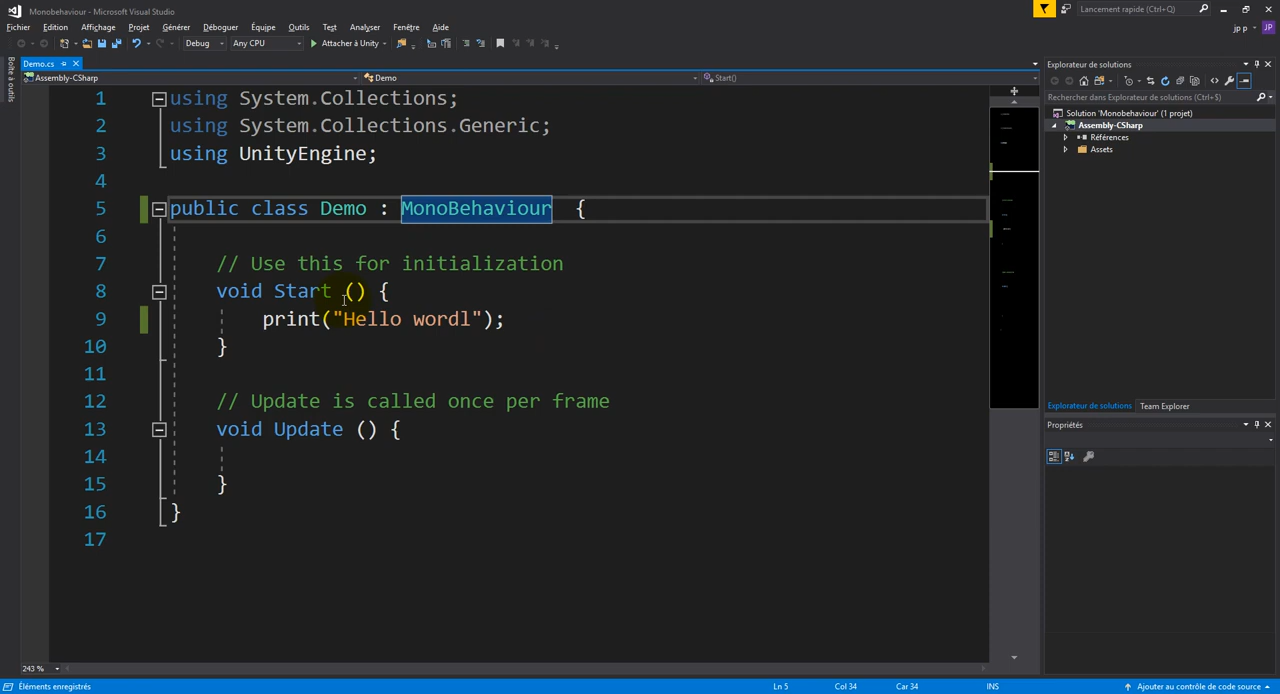 Monobehaviour - Microsoft Visual Studio
Lancement rapide (Ctrl+Q)
Fichier Edition Affichage Projet Générer Déboguer Équipe Outils Test Analyser Fenêtre Aide
jp p JP
Debug Any CPU Attacher à Unity
Boîte à outils
Demo.cs
Assembly-CSharp Demo Start()
1 using System.Collections;
2 using System.Collections.Generic;
3 using UnityEngine;
4
5 public class Demo : MonoBehaviour {
6
7 // Use this for initialization
8 void Start () {
9 print("Hello wordl");
10 }
11
12 // Update is called once per frame
13 void Update () {
14
15 }
16 }
17
243 %
Explorateur de solutions
Rechercher dans Explorateur de solutions (Ctrl+$)
Solution 'Monobehaviour' (1 projet)
Assembly-CSharp
Références
Assets
Explorateur de solutions Team Explorer
Propriétés
Éléments enregistrés Ln 5 Col 34 Car 34 INS Ajouter au contrôle de code source